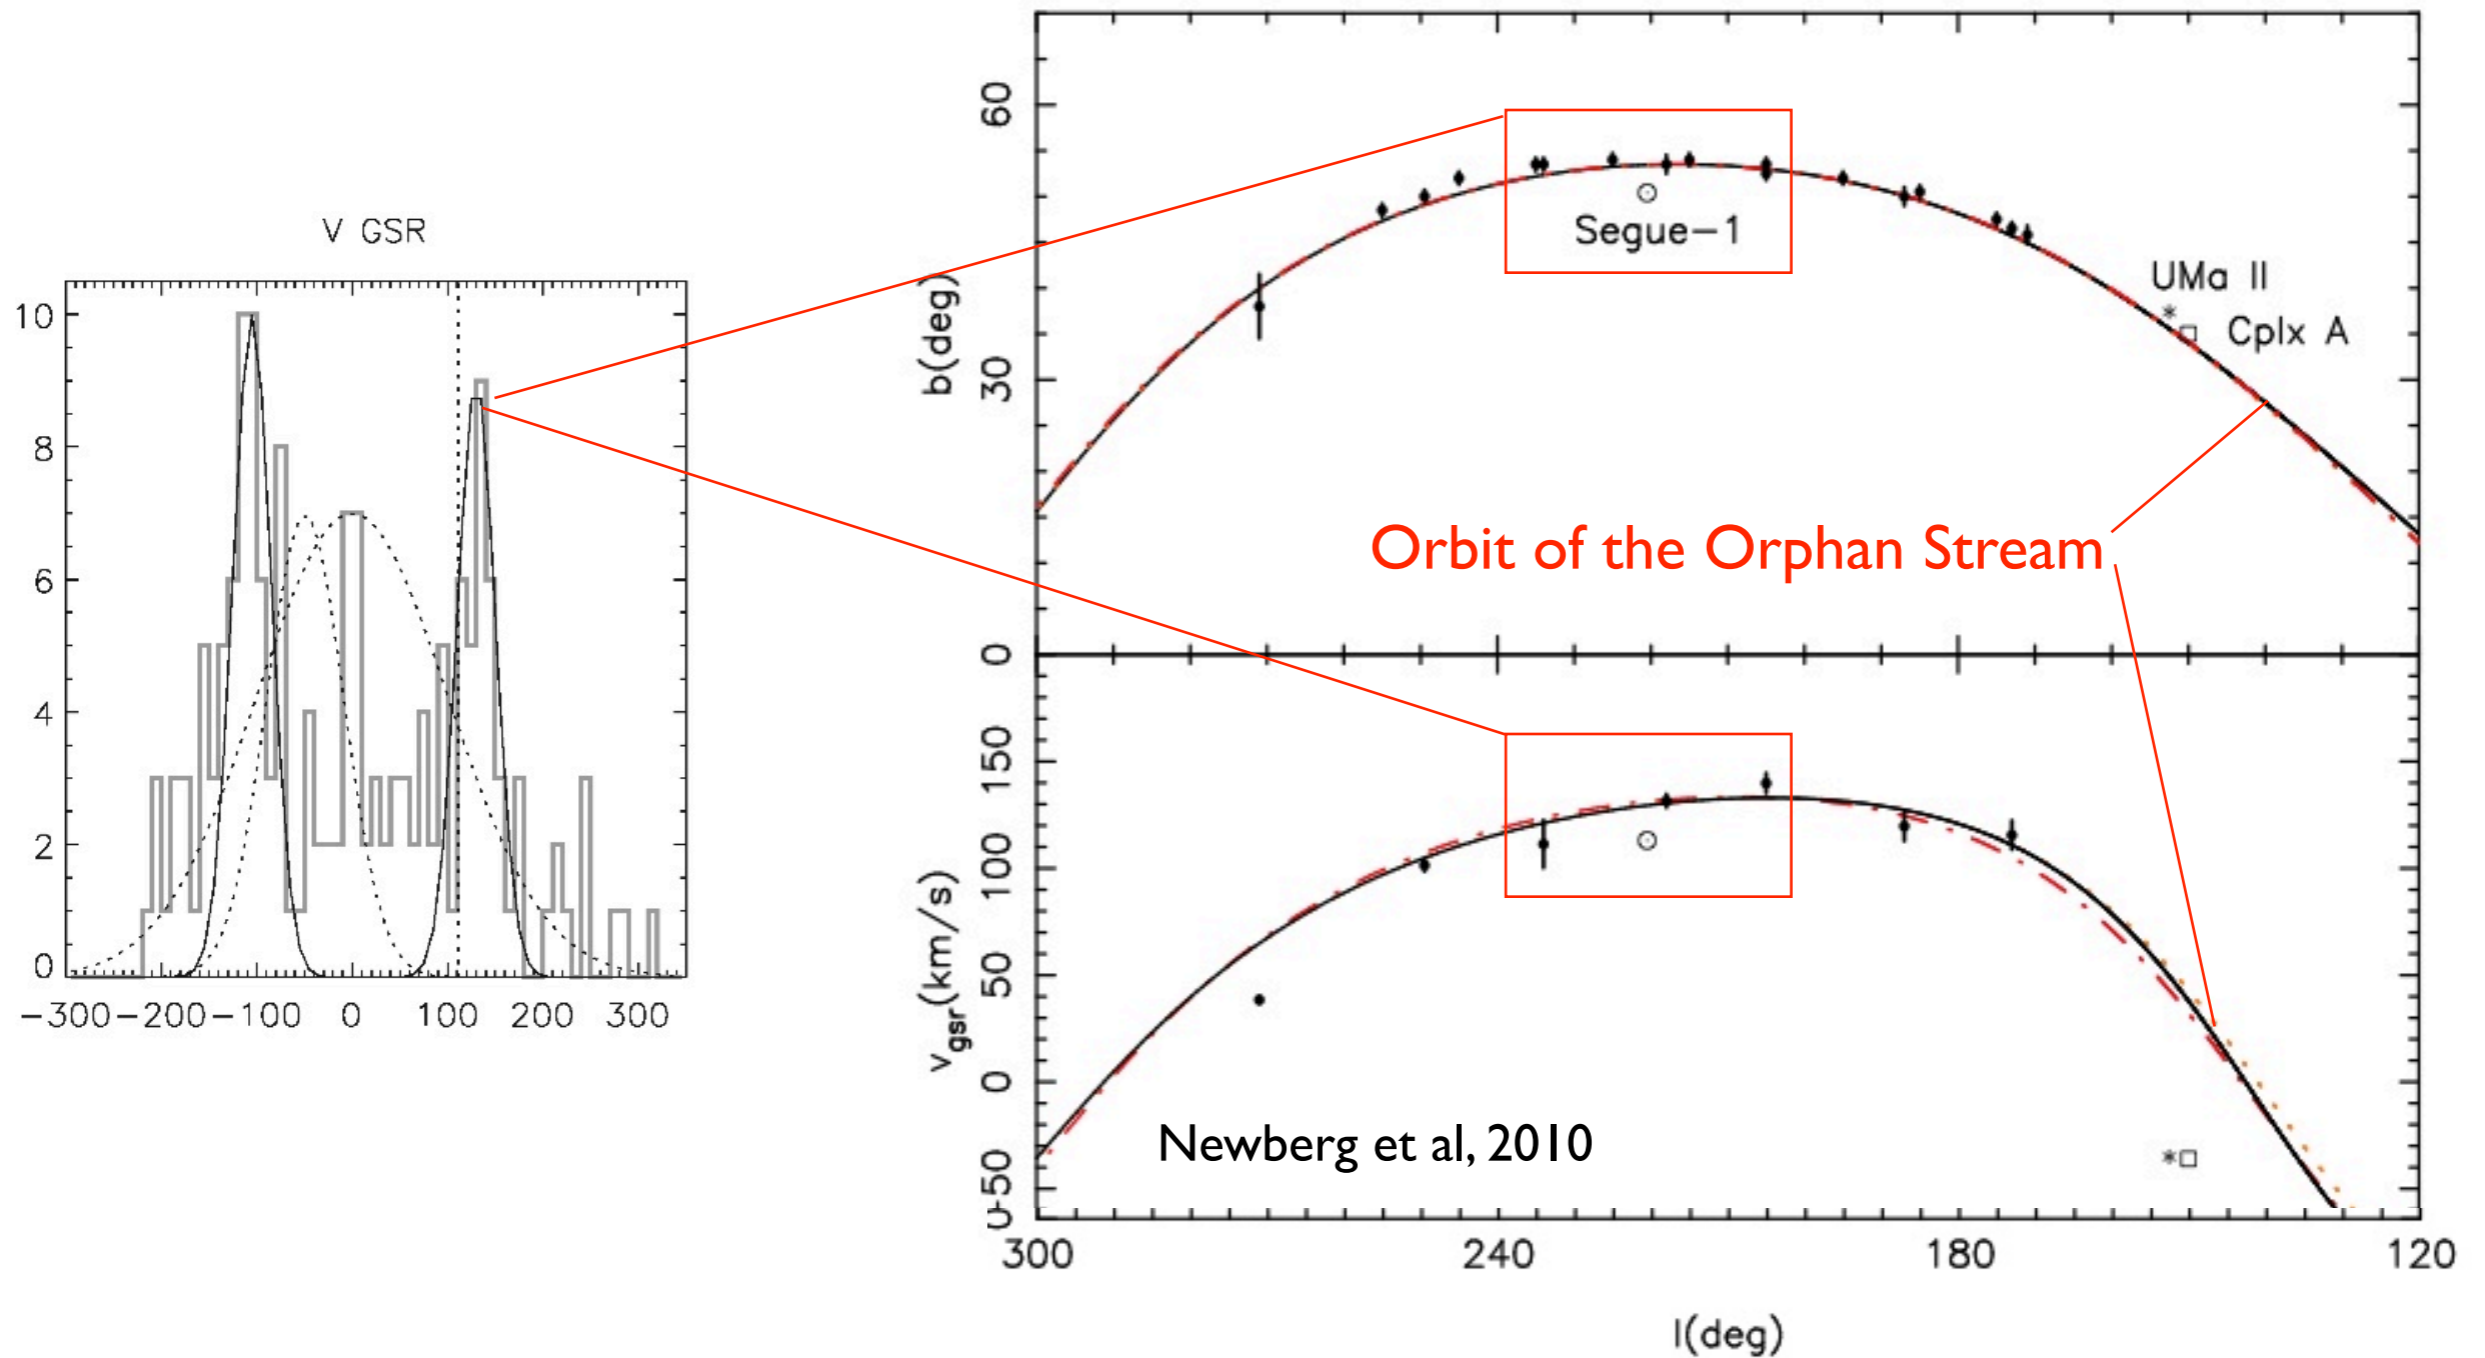 V GSR
10
8
6
4
2
0
−300 −200 −100 0 100 200 300
60
30
0
b(deg)
Segue−1
UMa II
Cplx A
Orbit of the Orphan Stream
150
100
50
0
−50
vgsr(km/s)
Newberg et al, 2010
300 240 180 120
l(deg)